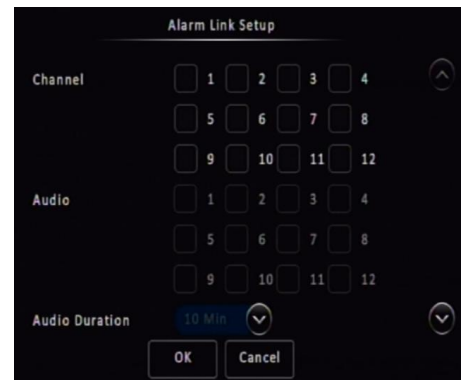 Alarm Link Setup
Channel 1 2 3 4
5 6 7 8
9 10 11 12
Audio 1 2 3 4
5 6 7 8
9 10 11 12
Audio Duration 10 Min
OK Cancel